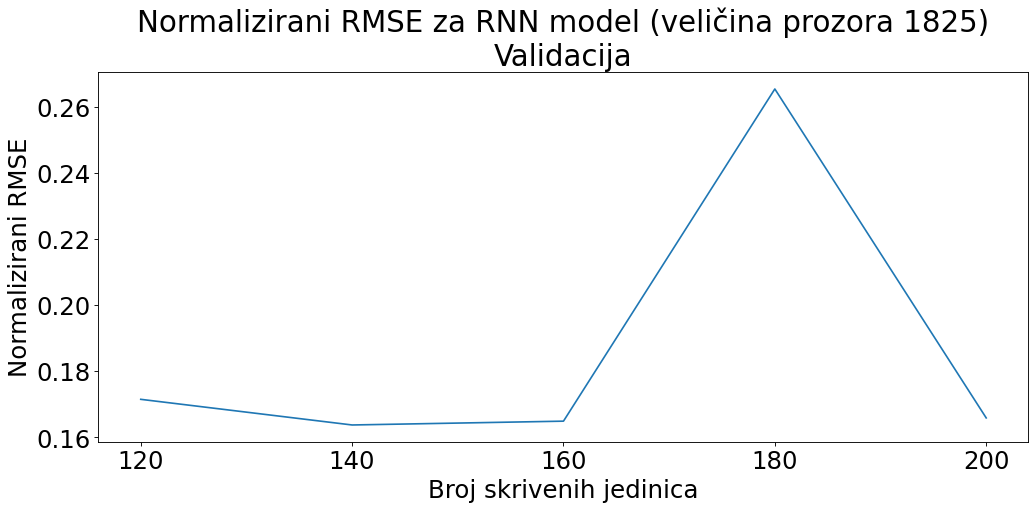 Normalizirani RMSE za RNN model (veličina prozora 1825)
Validacija
Normalizirani RMSE
0.26
0.24
0.22
0.20
0.18
0.16
120 140 160 180 200
Broj skrivenih jedinica